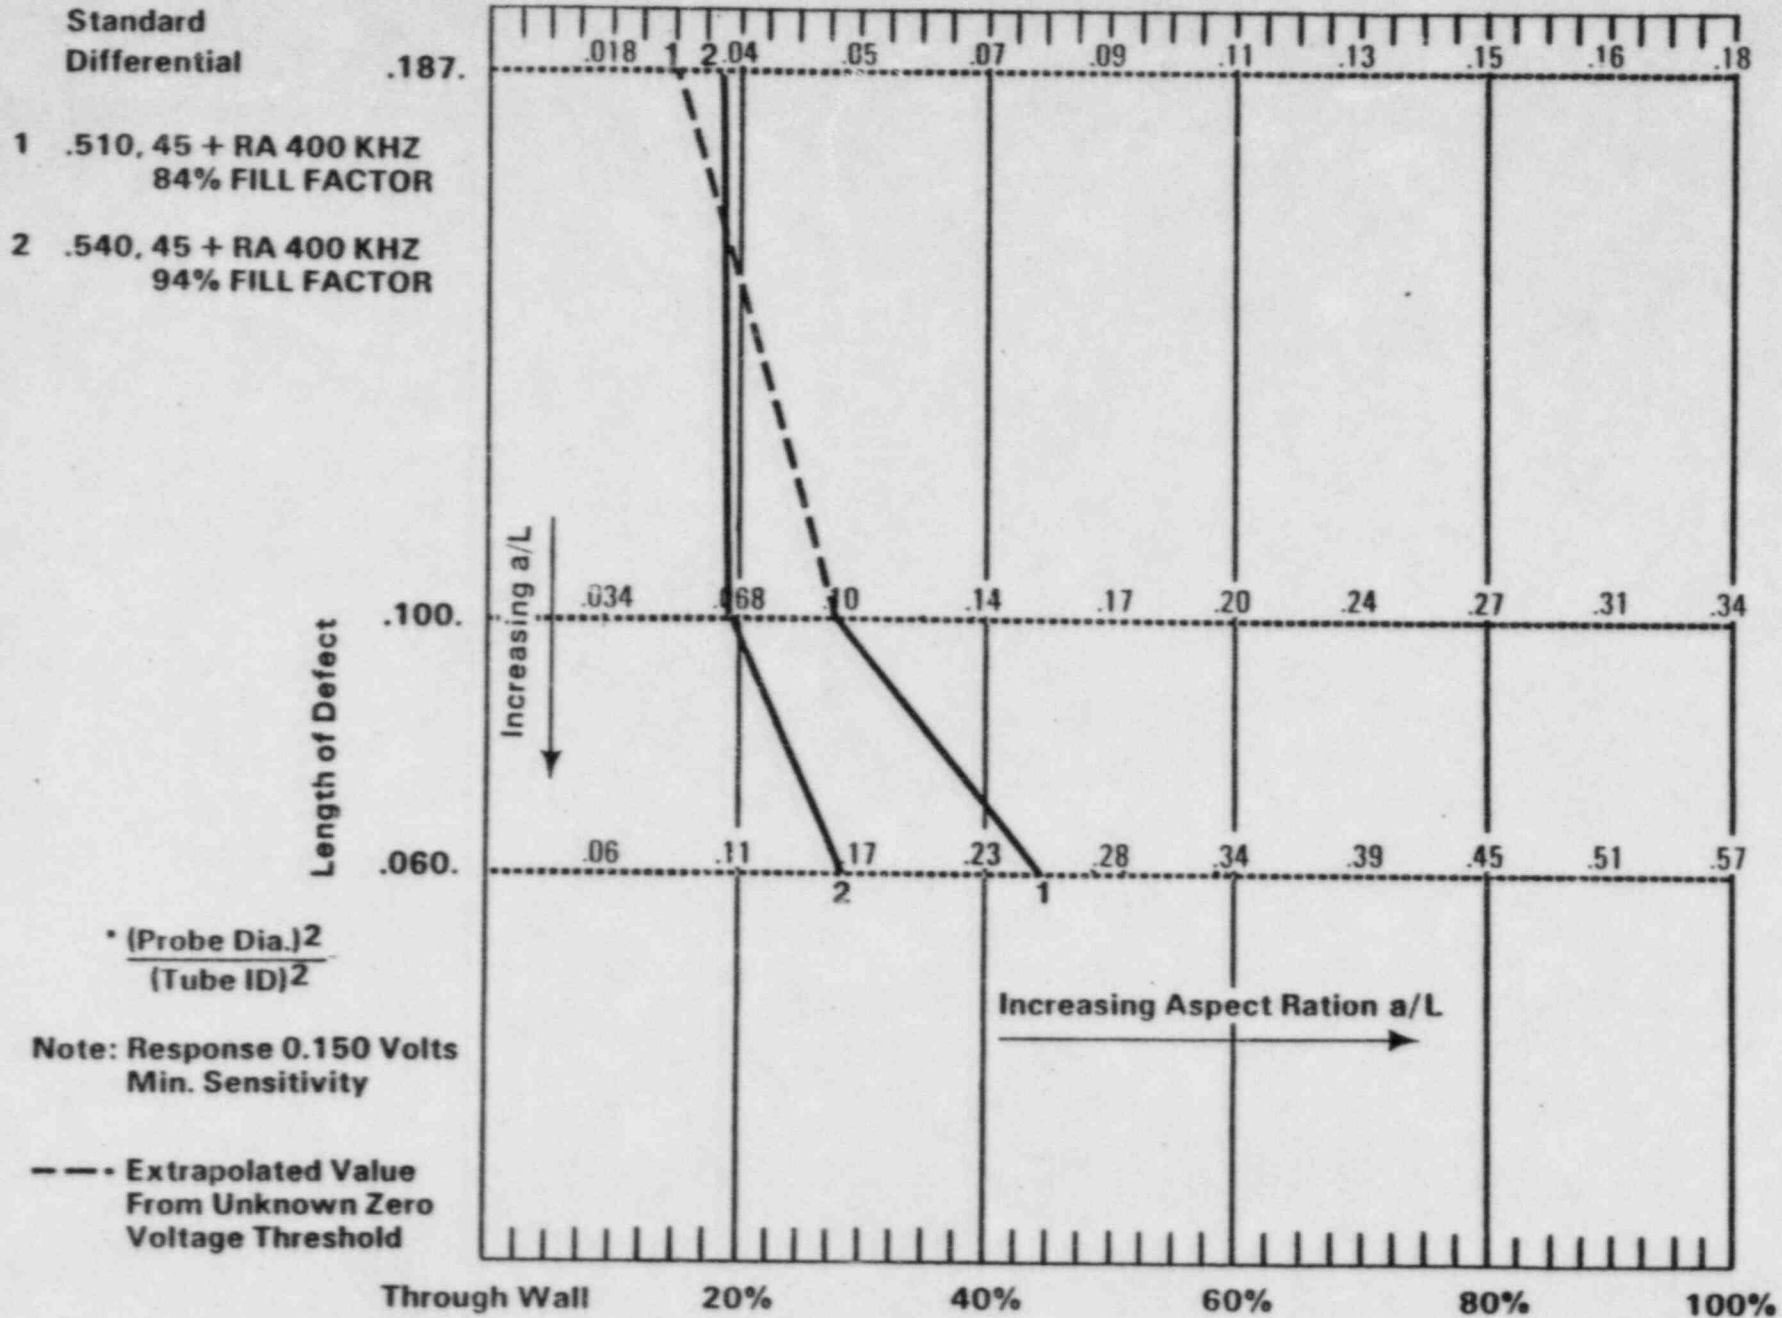 Standard
Differential
.187.
.018 1 2 .04 .05 .07 .09 .11 .13 .15 .16 .18
1 .510, 45 + RA 400 KHZ
84% FILL FACTOR
2 .540, 45 + RA 400 KHZ
94% FILL FACTOR
Increasing a/L
Length of Defect
.100.
.034 .068 .10 .14 .17 .20 .24 .27 .31 .34
.060.
.06 .11 .17 .23 .28 .34 .39 .45 .51 .57
2 1
(Probe Dia.)2
(Tube ID)2
Increasing Aspect Ration a/L
Note: Response 0.150 Volts
Min. Sensitivity
Extrapolated Value
From Unknown Zero
Voltage Threshold
Through Wall 20% 40% 60% 80% 100%